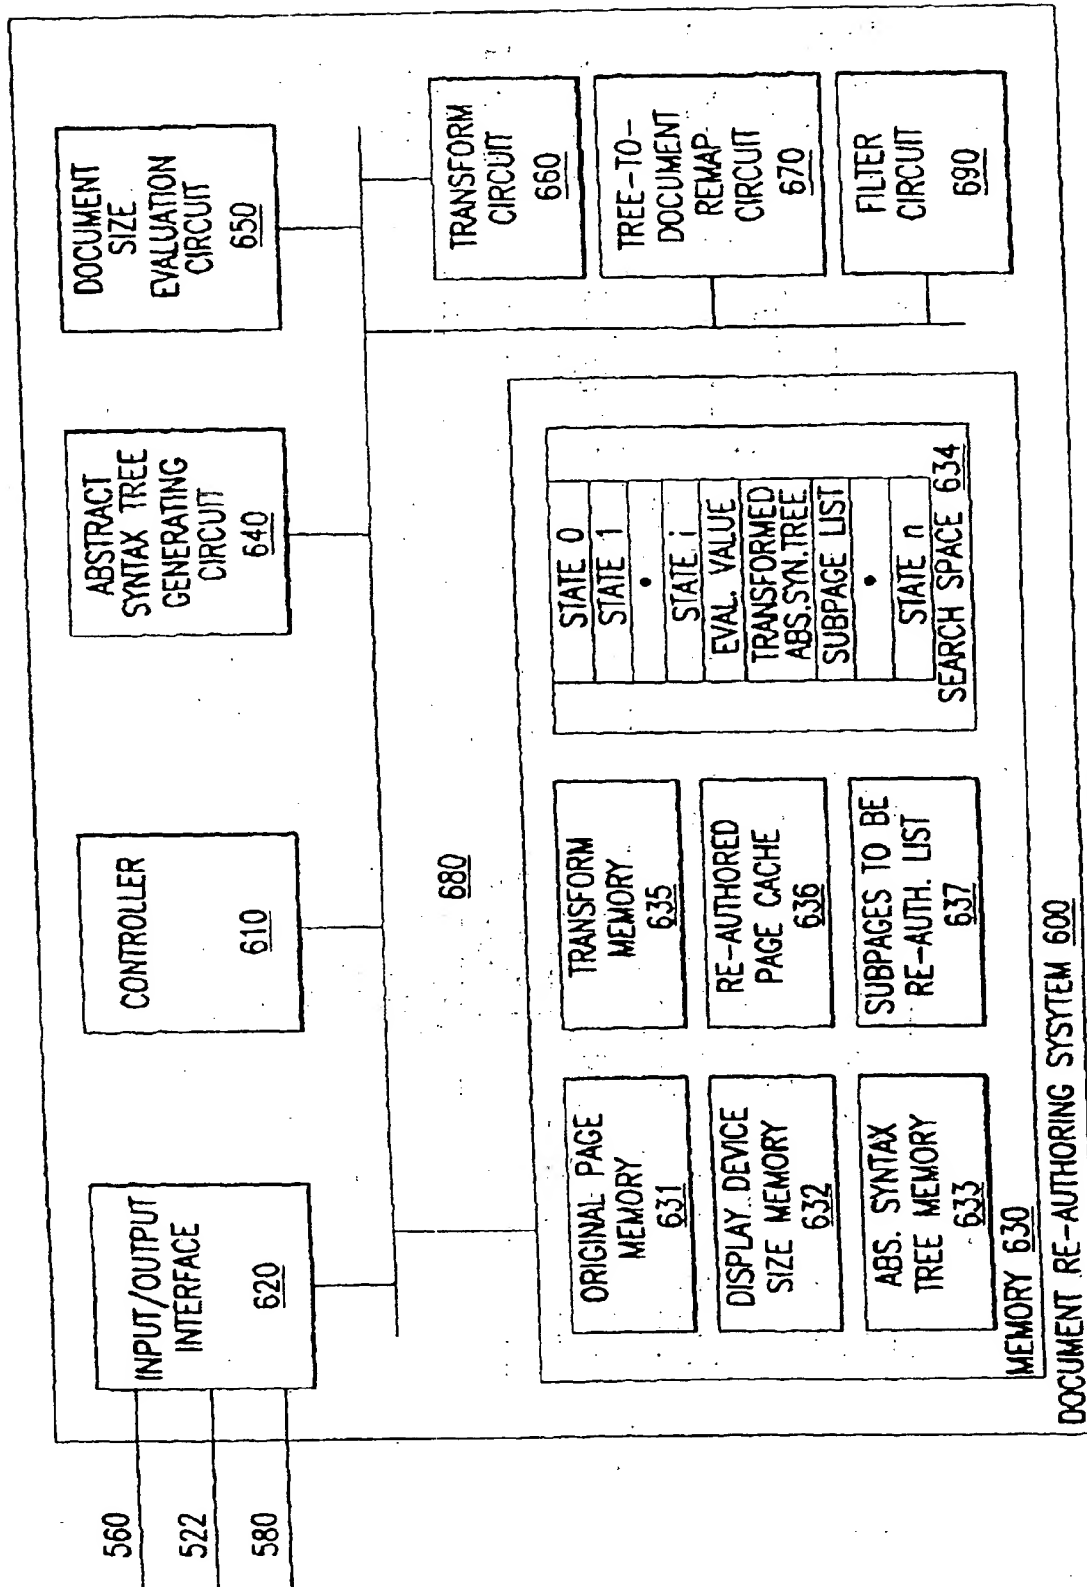 560
522
580
INPUT/OUTPUT
INTERFACE
620
CONTROLLER
610
ABSTRACT
SYNTAX TREE
GENERATING
CIRCUIT
640
DOCUMENT
SIZE
EVALUATION
CIRCUIT
650
680
TRANSFORM
CIRCUIT
660
TREE-TO-
DOCUMENT
REMAP
CIRCUIT
670
FILTER
CIRCUIT
690
ORIGINAL PAGE
MEMORY
631
DISPLAY DEVICE
SIZE MEMORY
632
ABS. SYNTAX
TREE MEMORY
633
TRANSFORM
MEMORY
635
RE-AUTHORED
PAGE CACHE
636
SUBPAGES TO BE
RE-AUTH. LIST
637
STATE 0
STATE 1
•
STATE i
EVAL. VALUE
TRANSFORMED
ABS.SYN.TREE
SUBPAGE LIST
•
STATE n
SEARCH SPACE 634
MEMORY 630
DOCUMENT RE-AUTHORING SYSYTEM 600